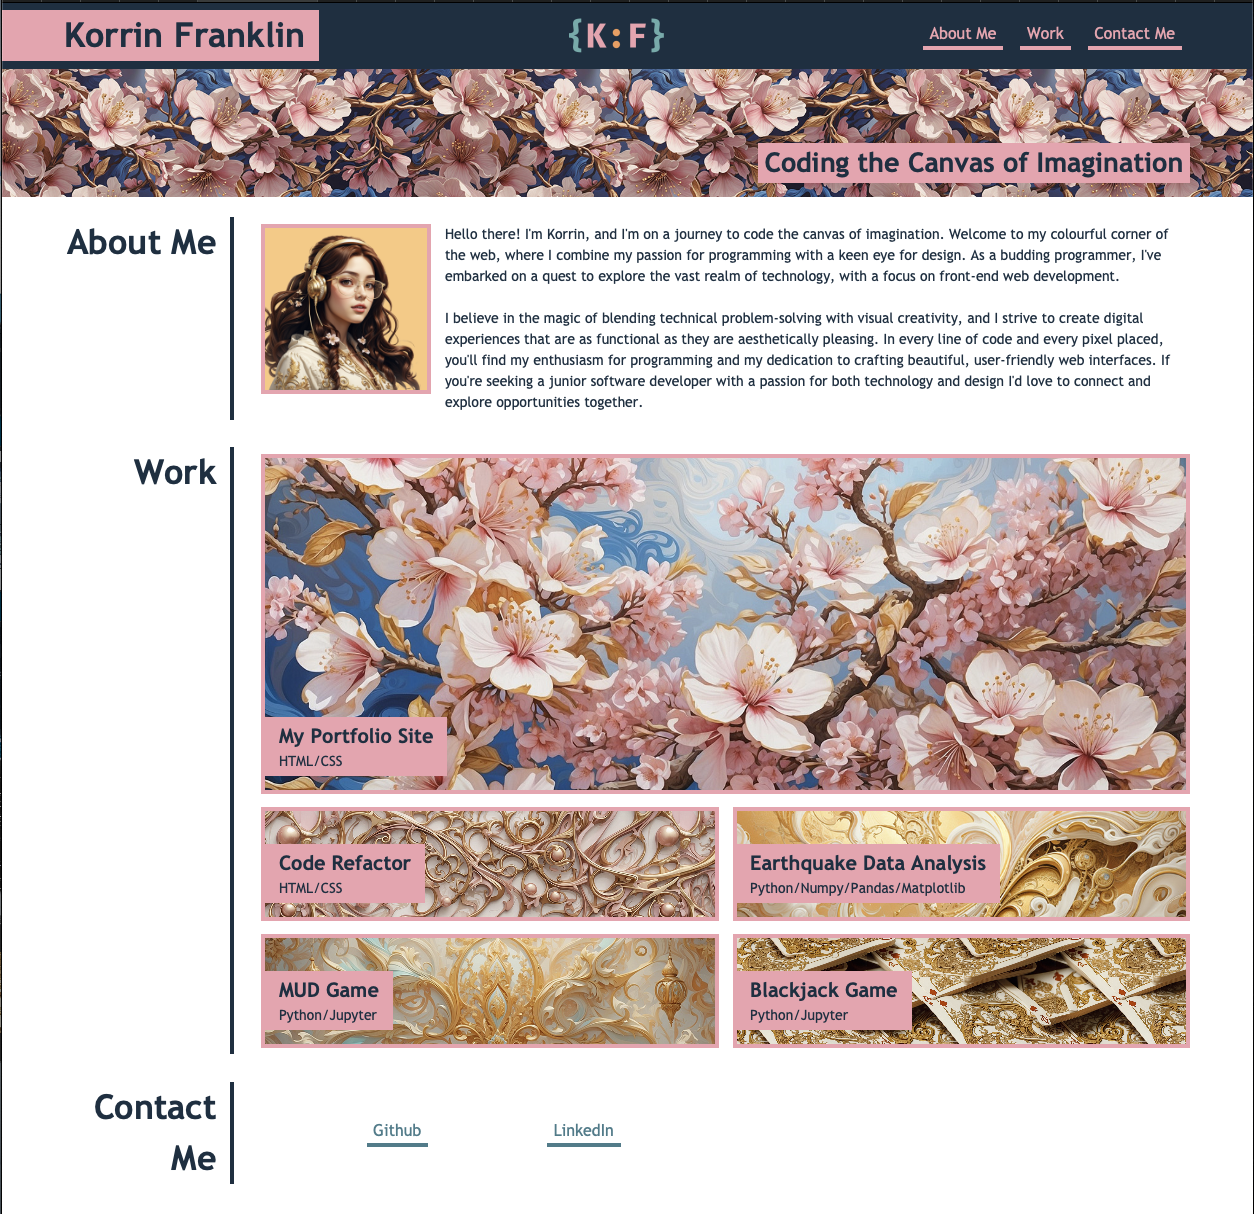 Korrin Franklin
{K:F}
About Me
Work
Contact Me
Coding the Canvas of Imagination
About Me
Hello there! I'm Korrin, and I'm on a journey to code the canvas of imagination. Welcome to my colourful corner of
the web, where I combine my passion for programming with a keen eye for design. As a budding programmer, I've
embarked on a quest to explore the vast realm of technology, with a focus on front-end web development.
I believe in the magic of blending technical problem-solving with visual creativity, and I strive to create digital
experiences that are as functional as they are aesthetically pleasing. In every line of code and every pixel placed,
you'll find my enthusiasm for programming and my dedication to crafting beautiful, user-friendly web interfaces. If
you're seeking a junior software developer with a passion for both technology and design I'd love to connect and
explore opportunities together.
Work
My Portfolio Site
HTML/CSS
Code Refactor
HTML/CSS
Earthquake Data Analysis
Python/Numpy/Pandas/Matplotlib
MUD Game
Python/Jupyter
Blackjack Game
Python/Jupyter
Contact
Me
Github
LinkedIn